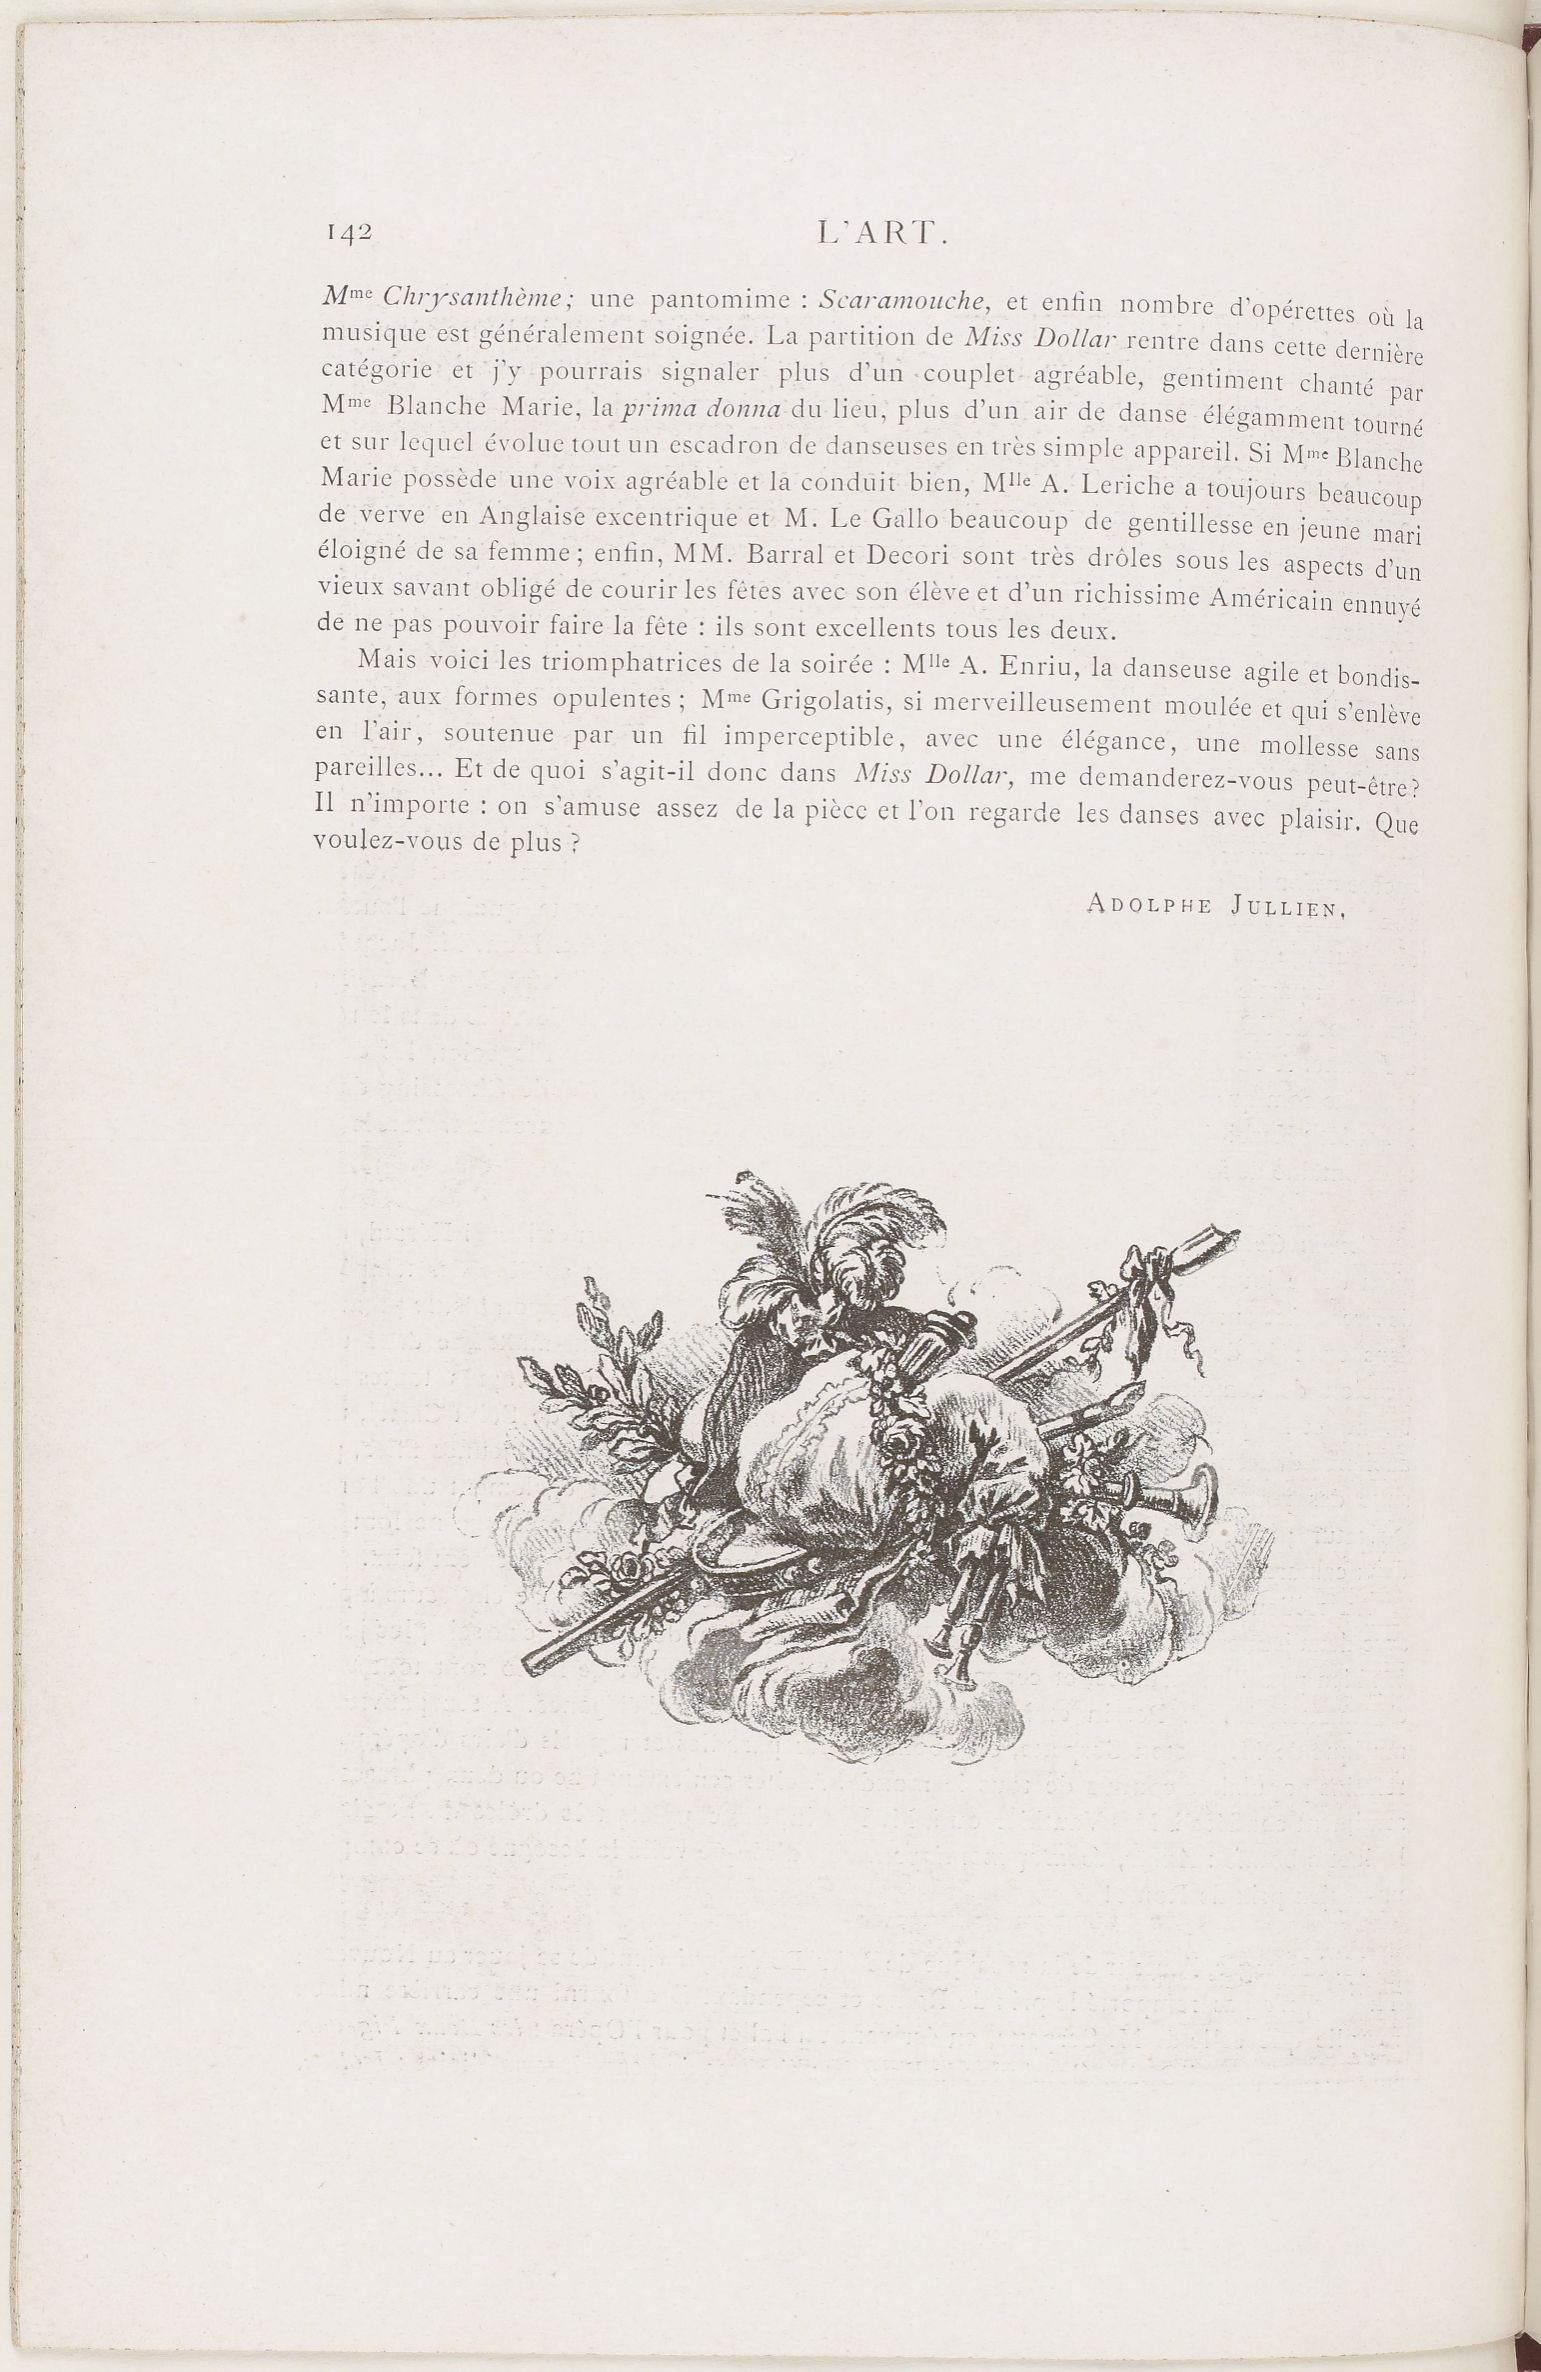 142
L'ART.
Mme Chrysanthème; une pantomime : Scaramouche, et enfin nombre d'opérettes où la
musique est généralement soignée. La partition de Miss Dollar rentre dans cette dernière
catégorie et j'y pourrais signaler plus d'un couplet agréable, gentiment chanté par
Mme Blanche Marie, la prima donna du lieu, plus d'un air de danse élégamment tourné
et sur lequel évolue tout un escadron de danseuses en très simple appareil. Si Mme Blanche
Marie possède une voix agréable et la conduit bien, Mlle A. Leriche a toujours beaucoup
de verve en Anglaise excentrique et M. Le Gallo beaucoup de gentillesse en jeune mari
éloigné de sa femme; enfin, MM. Barral et Decori sont très drôles sous les aspects d'un
vieux savant obligé de courir les fêtes avec son élève et d'un richissime Américain ennuyé
de ne pas pouvoir faire la fête : ils sont excellents tous les deux.
Mais voici les triomphatrices de la soirée : Mlle A. Enriu, la danseuse agile et bondis-
sante, aux formes opulentes; Mme Grigolatis, si merveilleusement moulée et qui s'enlève
en l'air, soutenue par un fil imperceptible, avec une élégance, une mollesse sans
pareilles... Et de quoi s'agit-il donc dans Miss Dollar, me demanderez-vous peut-être?
Il n'importe : on s'amuse assez de la pièce et l'on regarde les danses avec plaisir. Que
voulez-vous de plus ?
ADOLPHE JULLIEN.